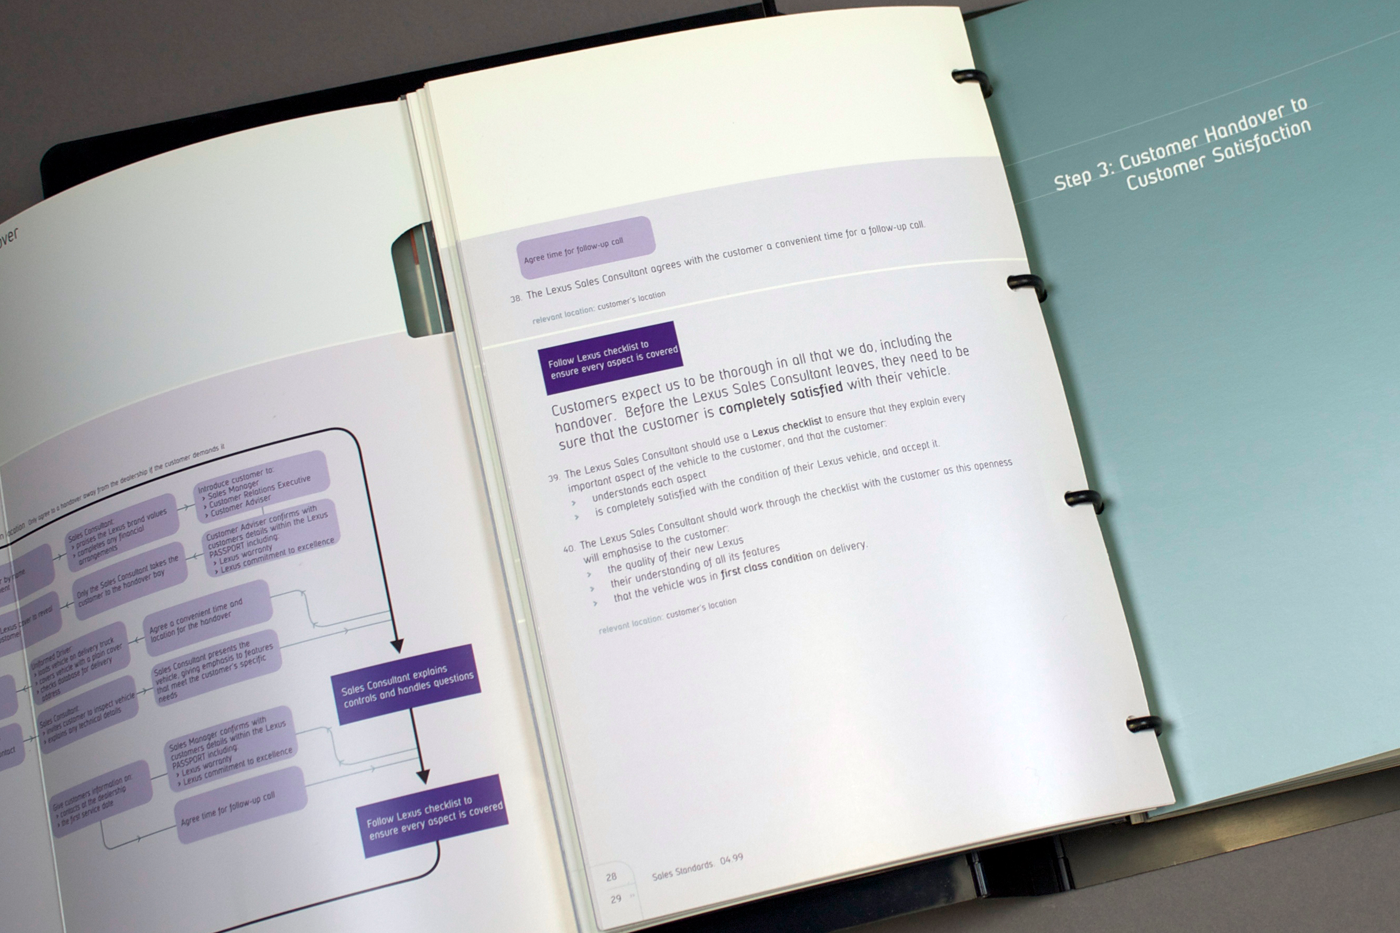 over
location. Only agree to a handover away from the dealership if the customer demands it.
Sales Consultant:
› praises the Lexus brand values
› completes any financial
arrangements
Introduce customer to:
› Sales Manager
› Customer Relations Executive
› Customer Adviser
Only the Sales Consultant takes the
customer to the handover bay
Customer Adviser confirms with
customers details within the Lexus
PASSPORT including:
› Lexus warranty
› Lexus commitment to excellence
by name
Lexus cover to reveal
Uniformed Driver:
› loads vehicle on delivery truck
› covers vehicle with a plain cover
› checks database for delivery
address
Agree a convenient time and
location for the handover
Sales Consultant:
› invites customer to inspect vehicle
› explains any technical details
Sales Consultant presents the
vehicle, giving emphasis to features
that meet the customer's specific
needs
Sales Consultant explains
controls and handles questions
Give customers information on:
› contacts at the dealership
› the first service date
Sales Manager confirms with
customers details within the Lexus
PASSPORT including:
› Lexus warranty
› Lexus commitment to excellence
Agree time for follow-up call
Follow Lexus checklist to
ensure every aspect is covered
Agree time for follow-up call
38. The Lexus Sales Consultant agrees with the customer a convenient time for a follow-up call.
relevant location: customer's location
Follow Lexus checklist to
ensure every aspect is covered
Customers expect us to be thorough in all that we do, including the
handover. Before the Lexus Sales Consultant leaves, they need to be
sure that the customer is completely satisfied with their vehicle.
39. The Lexus Sales Consultant should use a Lexus checklist to ensure that they explain every
important aspect of the vehicle to the customer, and that the customer:
› understands each aspect
› is completely satisfied with the condition of their Lexus vehicle, and accept it.
40. The Lexus Sales Consultant should work through the checklist with the customer as this openness
will emphasise to the customer:
› the quality of their new Lexus
› their understanding of all its features
› that the vehicle was in first class condition on delivery.
relevant location: customer's location
28
29
Sales Standards. 04.99
Step 3: Customer Handover to
Customer Satisfaction